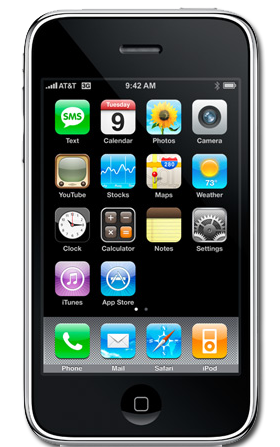 AT&T 3G 9:42 AM
SMS Tuesday 9 280
Text Calendar Photos Camera
73°
YouTube Stocks Maps Weather
Clock Calculator Notes Settings
iTunes App Store
Phone Mail Safari iPod